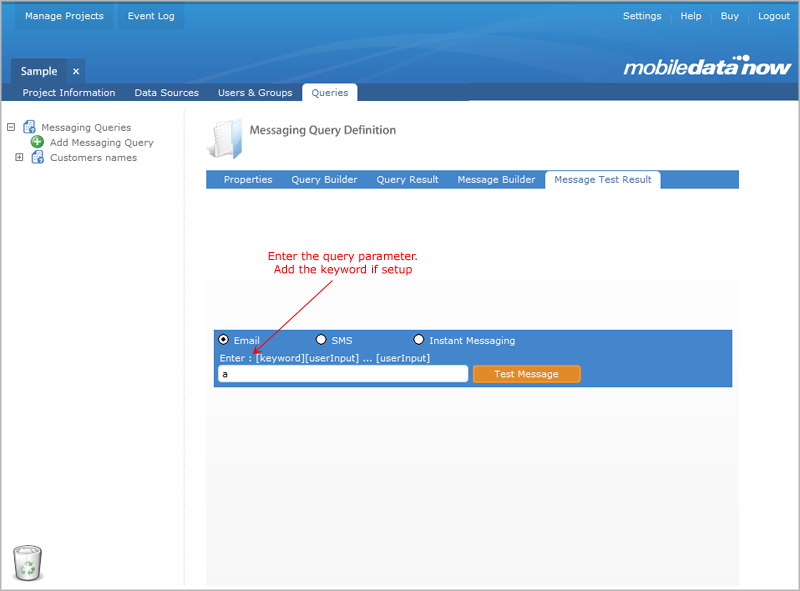 Manage Projects Event Log Settings Help Buy Logout
Sample x
mobiledatanow
Project Information Data Sources Users & Groups Queries
Messaging Queries
Add Messaging Query
Customers names
Messaging Query Definition
Properties Query Builder Query Result Message Builder Message Test Result
Enter the query parameter.
Add the keyword if setup
Email SMS Instant Messaging
Enter : [keyword][userInput] ... [userInput]
a Test Message